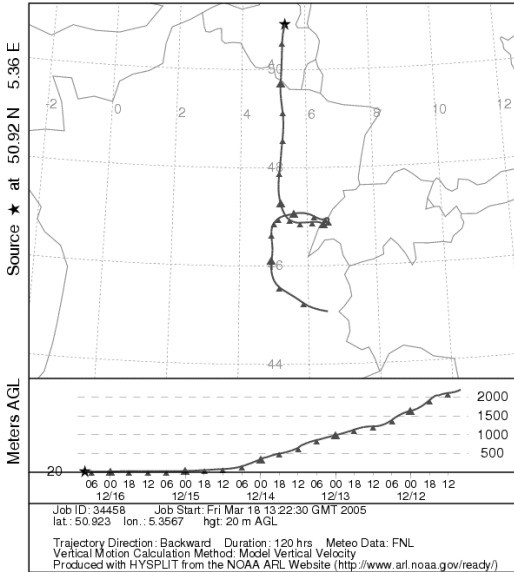 Source ★ at 50.92 N 5.36 E
-2 0 2 4 6 8 10 12
50
48
46
44
Meters AGL
2000
1500
1000
500
20
06 00 18 12 06 00 18 12 06 00 18 12 06 00 18 12 06 00 18 12
12/16 12/15 12/14 12/13 12/12
Job ID: 34458 Job Start: Fri Mar 18 13:22:30 GMT 2005
lat.: 50.923 lon.: 5.3567 hgt: 20 m AGL
Trajectory Direction: Backward Duration: 120 hrs Meteo Data: FNL
Vertical Motion Calculation Method: Model Vertical Velocity
Produced with HYSPLIT from the NOAA ARL Website (http://www.arl.noaa.gov/ready/)